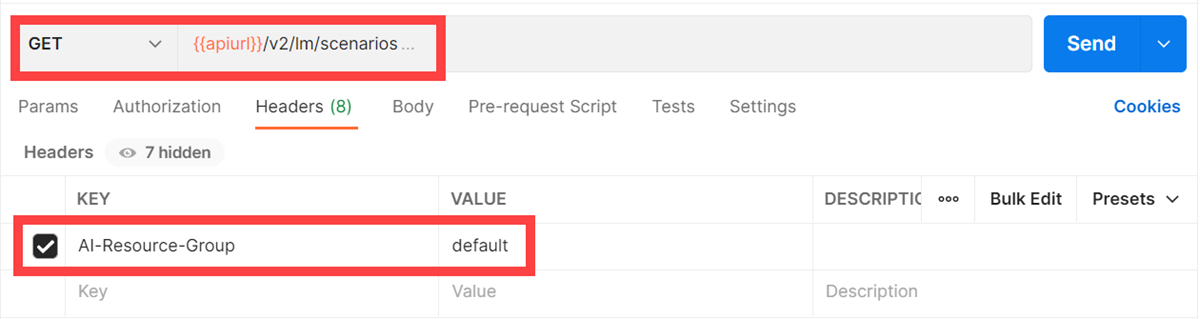 GET {{apiurl}}/v2/lm/scenarios ... Send
Params Authorization Headers (8) Body Pre-request Script Tests Settings Cookies
Headers 7 hidden
KEY VALUE DESCRIPTIC ooo Bulk Edit Presets
AI-Resource-Group default
Key Value Description